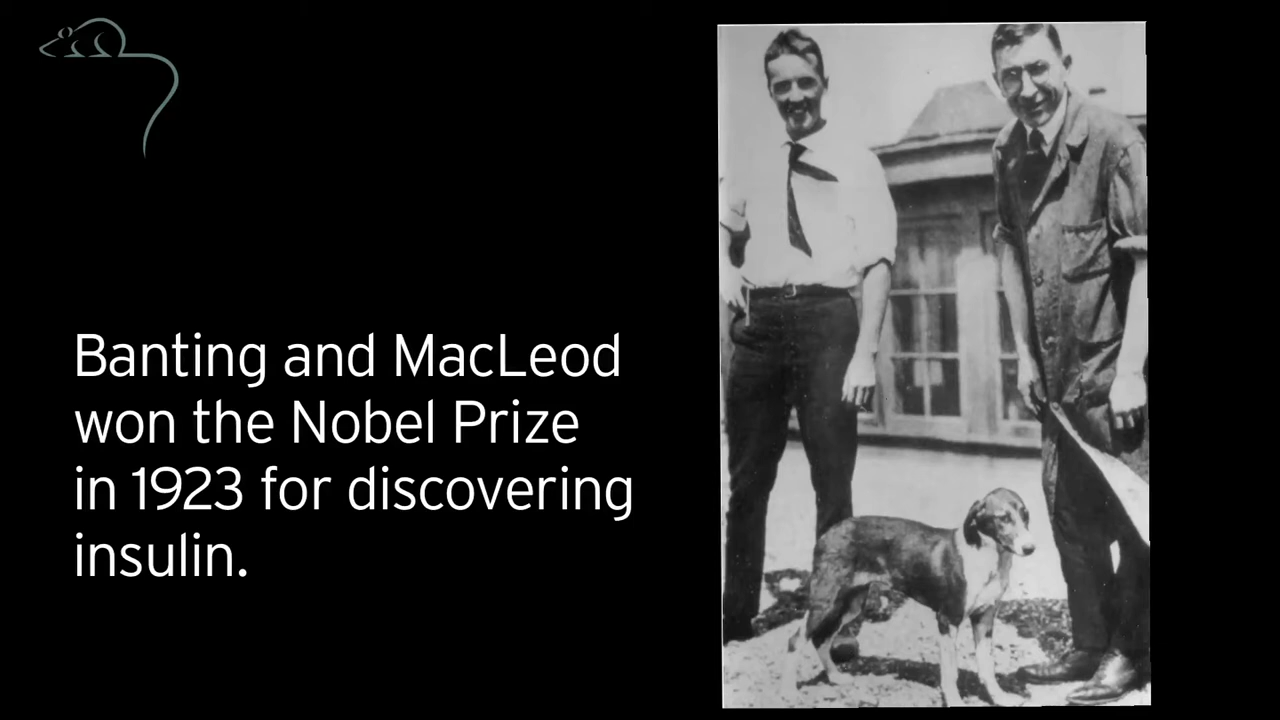 Banting and MacLeod
won the Nobel Prize
in 1923 for discovering
insulin.